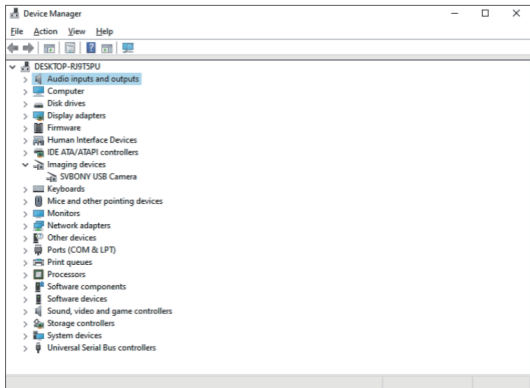 Device Manager
File Action View Help
DESKTOP-RJ9T5PU
Audio inputs and outputs
Computer
Disk drives
Display adapters
Firmware
Human Interface Devices
IDE ATA/ATAPI controllers
Imaging devices
SVBONY USB Camera
Keyboards
Mice and other pointing devices
Monitors
Network adapters
Other devices
Ports (COM & LPT)
Print queues
Processors
Software components
Software devices
Sound, video and game controllers
Storage controllers
System devices
Universal Serial Bus controllers